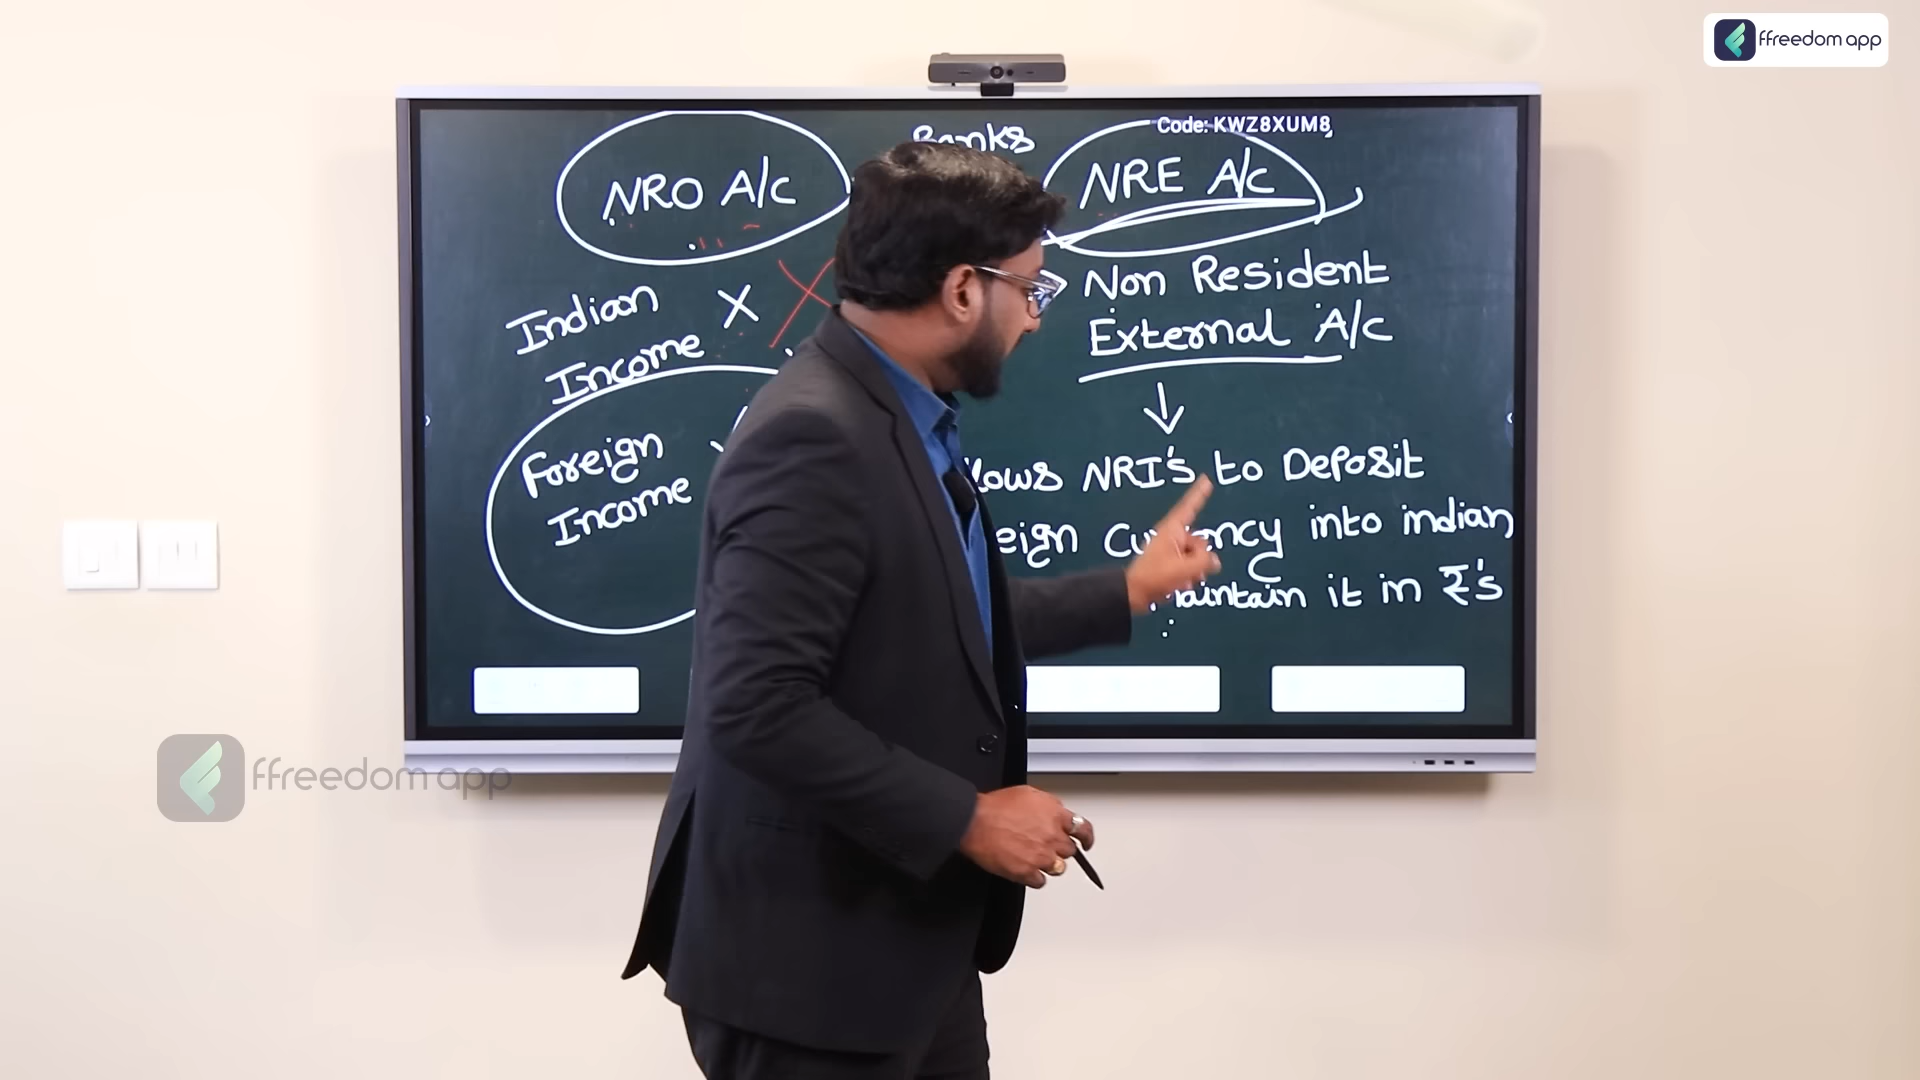 ffreedom app
Code: KWZ8XUM8
Banks
NRO A/c
NRE A/c
Indian
Income X X
Non Resident
External A/c
Foreign
Income
NRI's to Deposit
into indian
it in ₹'s
ffreedom app